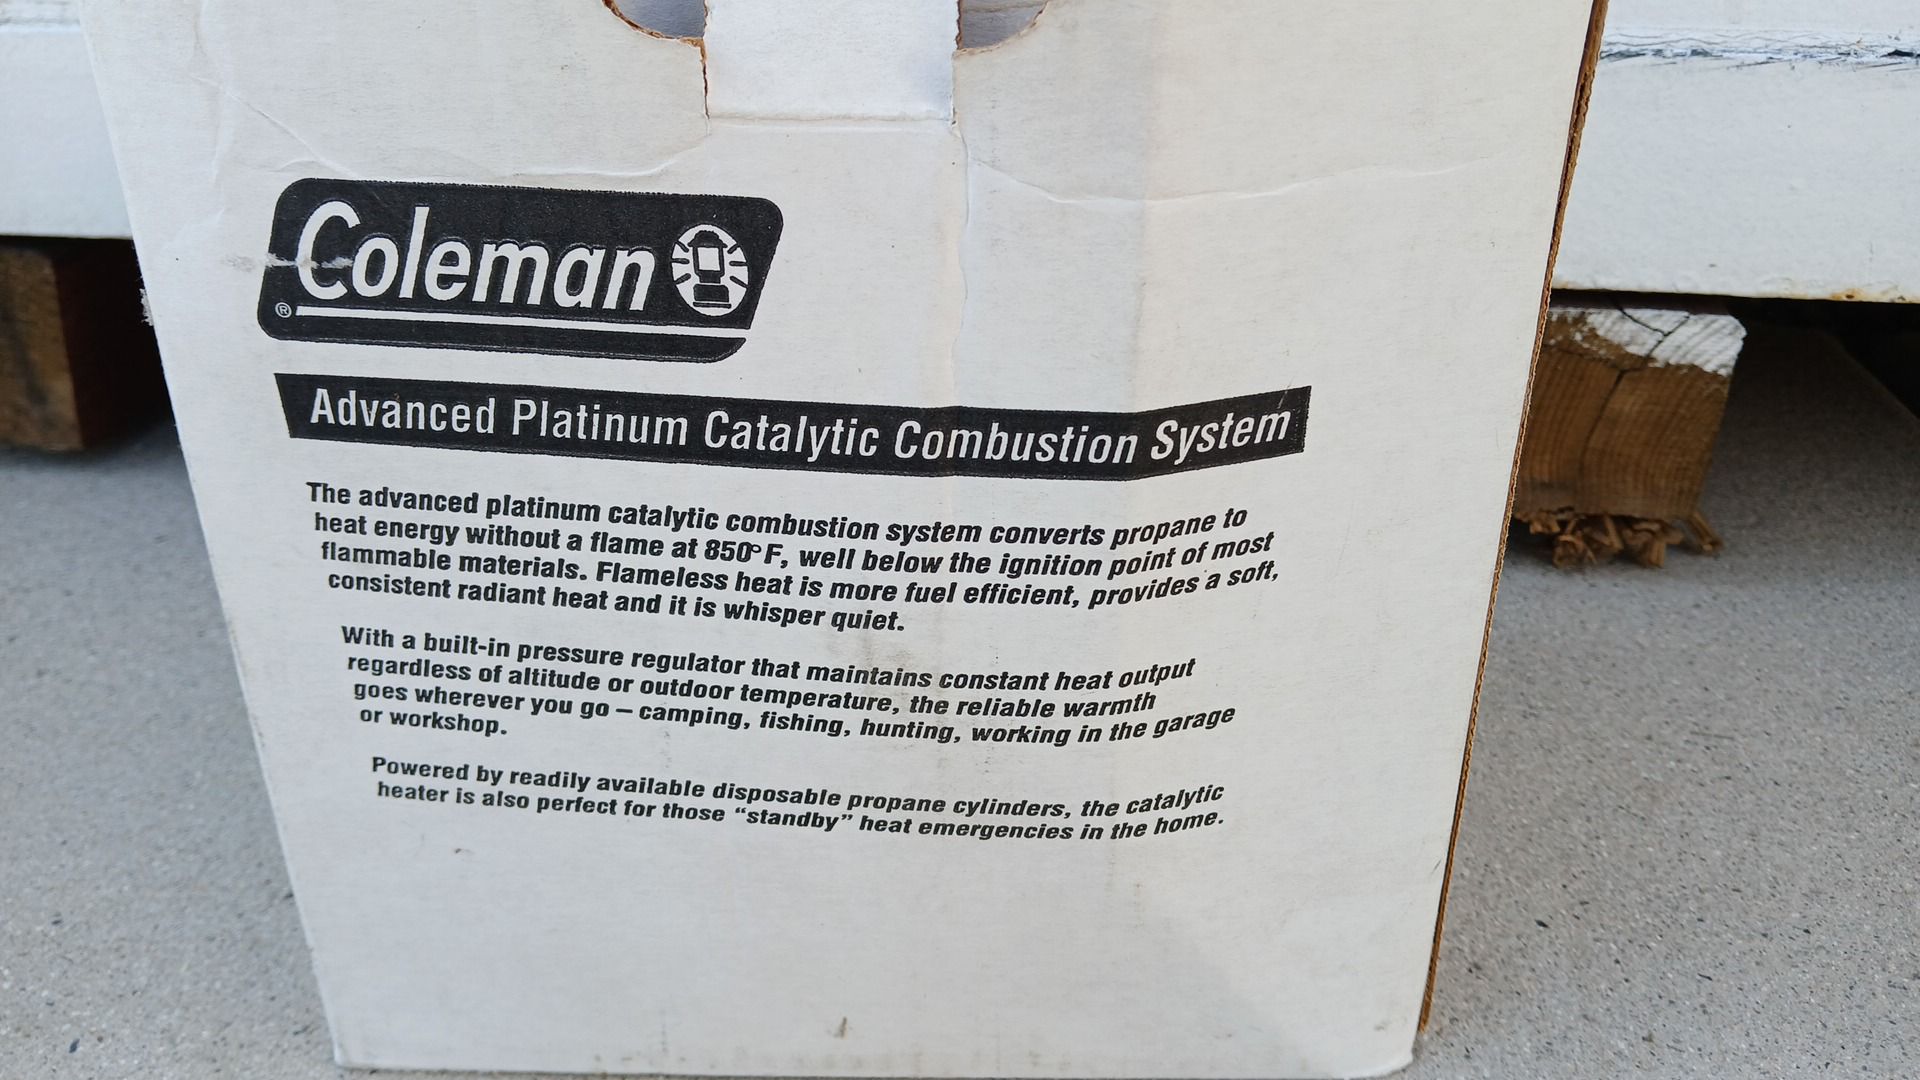 Coleman
®
Advanced Platinum Catalytic Combustion System
The advanced platinum catalytic combustion system converts propane to
heat energy without a flame at 850° F, well below the ignition point of most
flammable materials. Flameless heat is more fuel efficient, provides a soft,
consistent radiant heat and it is whisper quiet.
With a built-in pressure regulator that maintains constant heat output
regardless of altitude or outdoor temperature, the reliable warmth
goes wherever you go – camping, fishing, hunting, working in the garage
or workshop.
Powered by readily available disposable propane cylinders, the catalytic
heater is also perfect for those “standby” heat emergencies in the home.